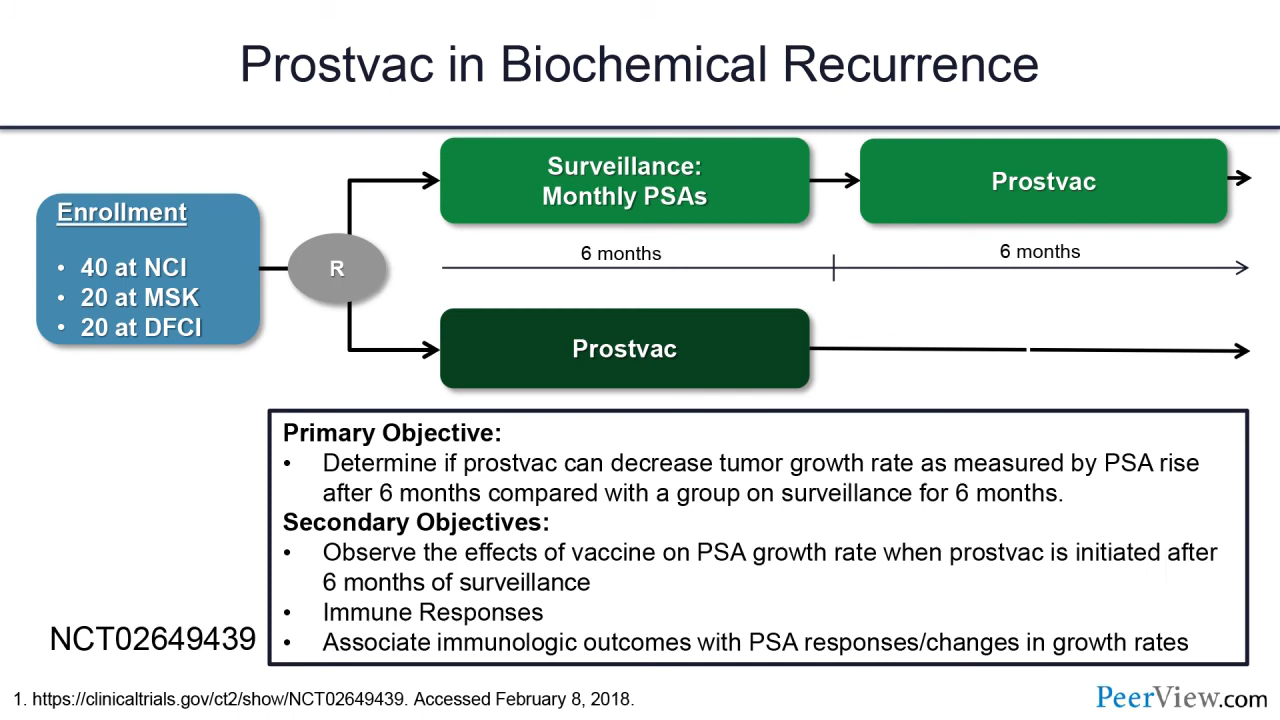 Prostvac in Biochemical Recurrence
Enrollment
• 40 at NCI
• 20 at MSK
• 20 at DFCI
R
Surveillance:
Monthly PSAs
Prostvac
6 months
6 months
Prostvac
Primary Objective:
• Determine if prostvac can decrease tumor growth rate as measured by PSA rise
after 6 months compared with a group on surveillance for 6 months.
Secondary Objectives:
• Observe the effects of vaccine on PSA growth rate when prostvac is initiated after
6 months of surveillance
• Immune Responses
• Associate immunologic outcomes with PSA responses/changes in growth rates
NCT02649439
1. https://clinicaltrials.gov/ct2/show/NCT02649439. Accessed February 8, 2018.
PeerView.com